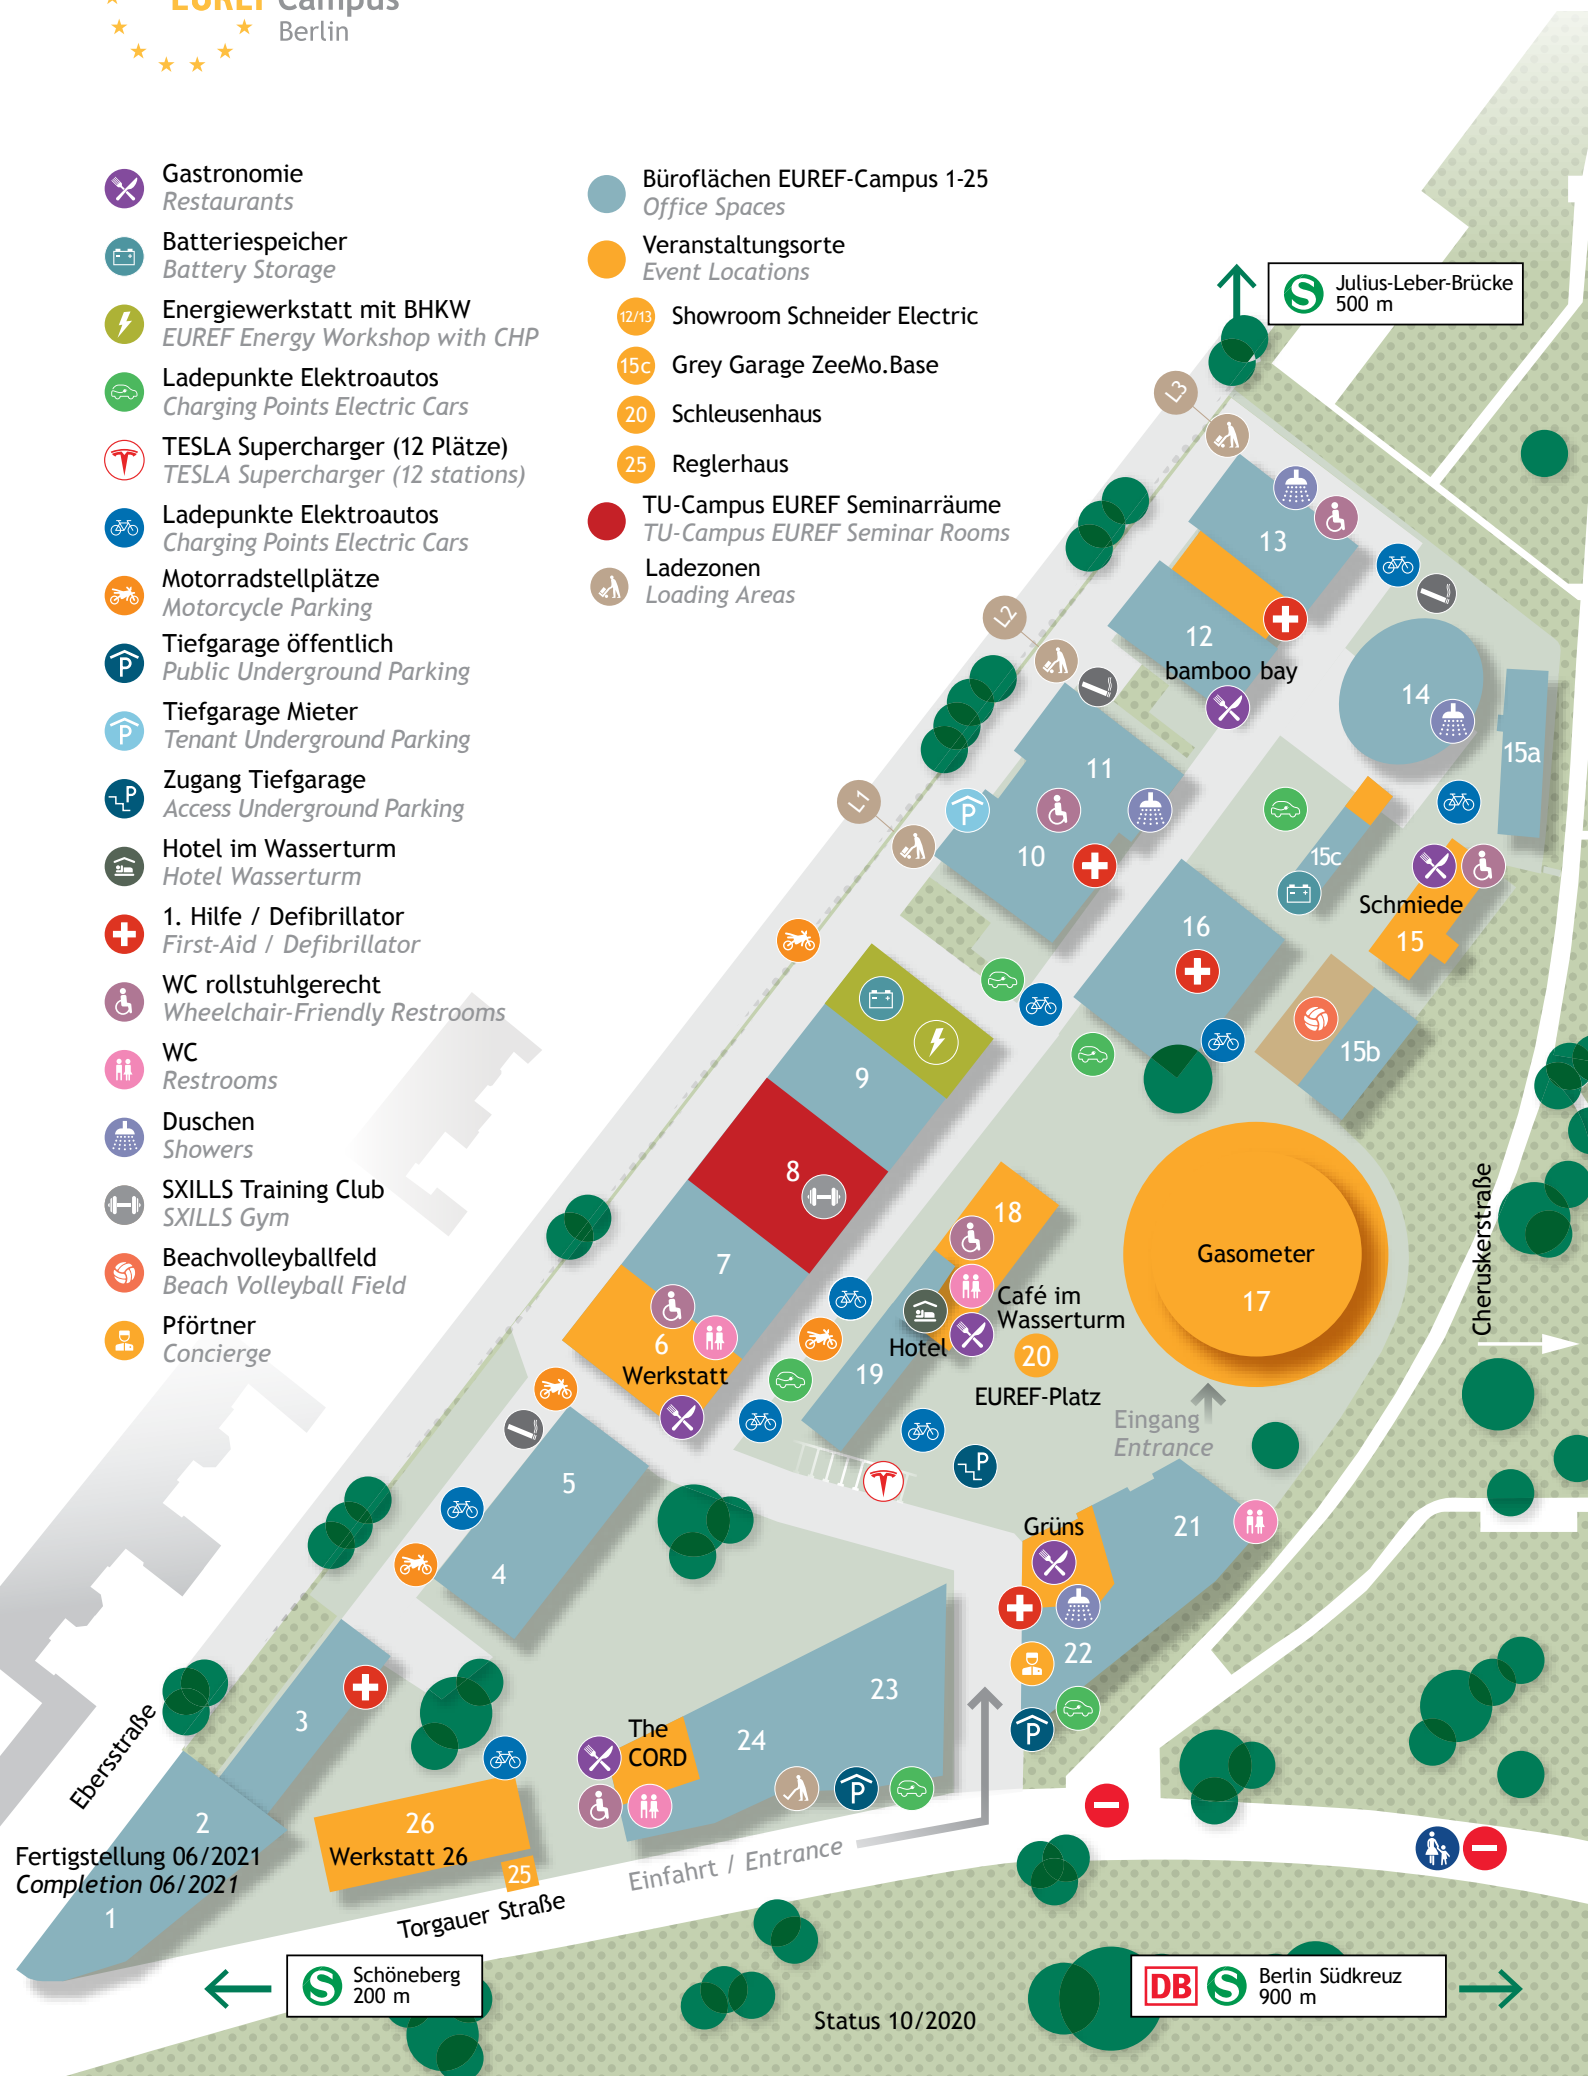 EUREF Campus
Berlin
Gastronomie
Restaurants
Batteriespeicher
Battery Storage
Energiewerkstatt mit BHKW
EUREF Energy Workshop with CHP
Ladepunkte Elektroautos
Charging Points Electric Cars
TESLA Supercharger (12 Plätze)
TESLA Supercharger (12 stations)
Ladepunkte Elektroautos
Charging Points Electric Cars
Motorradstellplätze
Motorcycle Parking
P
Tiefgarage öffentlich
Public Underground Parking
P
Tiefgarage Mieter
Tenant Underground Parking
P
Zugang Tiefgarage
Access Underground Parking
Hotel im Wasserturm
Hotel Wasserturm
1. Hilfe / Defibrillator
First-Aid / Defibrillator
WC rollstuhlgerecht
Wheelchair-Friendly Restrooms
WC
Restrooms
Duschen
Showers
SXILLS Training Club
SXILLS Gym
Beachvolleyballfeld
Beach Volleyball Field
Pförtner
Concierge
Büroflächen EUREF-Campus 1-25
Office Spaces
Veranstaltungsorte
Event Locations
12/13 Showroom Schneider Electric
15c Grey Garage ZeeMo.Base
20 Schleusenhaus
25 Reglerhaus
TU-Campus EUREF Seminarräume
TU-Campus EUREF Seminar Rooms
Ladezonen
Loading Areas
S Julius-Leber-Brücke
500 m
L3
13
L2
12
bamboo bay
14
15a
11
L1
P
10
15c
Schmiede
15
16
15b
9
8
18
7
Gasometer
17
Cheruskerstraße
Café im
Wasserturm
Hotel
20
6
Werkstatt
19
EUREF-Platz
Eingang
Entrance
P
5
4
Grüns
21
22
P
3
23
24
The
CORD
P
Ebersstraße
2
26
Fertigstellung 06/2021
Completion 06/2021
Werkstatt 26
25
1
Einfahrt / Entrance
Torgauer Straße
S Schöneberg
200 m
DB S Berlin Südkreuz
900 m
Status 10/2020